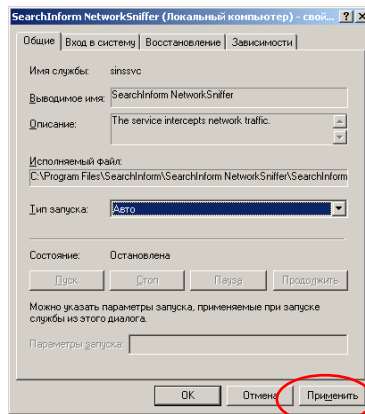 SearchInform NetworkSniffer (Локальный компьютер) - свой...
Общие Вход в систему Восстановление Зависимости
Имя службы: sinssvc
Выводимое имя: SearchInform NetworkSniffer
Описание: The service intercepts network traffic.
Исполняемый файл:
C:\Program Files\SearchInform\SearchInform NetworkSniffer\SearchInform
Тип запуска: Авто
Состояние: Остановлена
Пуск Стоп Пауза Продолжить
Можно указать параметры запуска, применяемые при запуске
службы из этого диалога.
Параметры запуска:
OK Отмена Применить